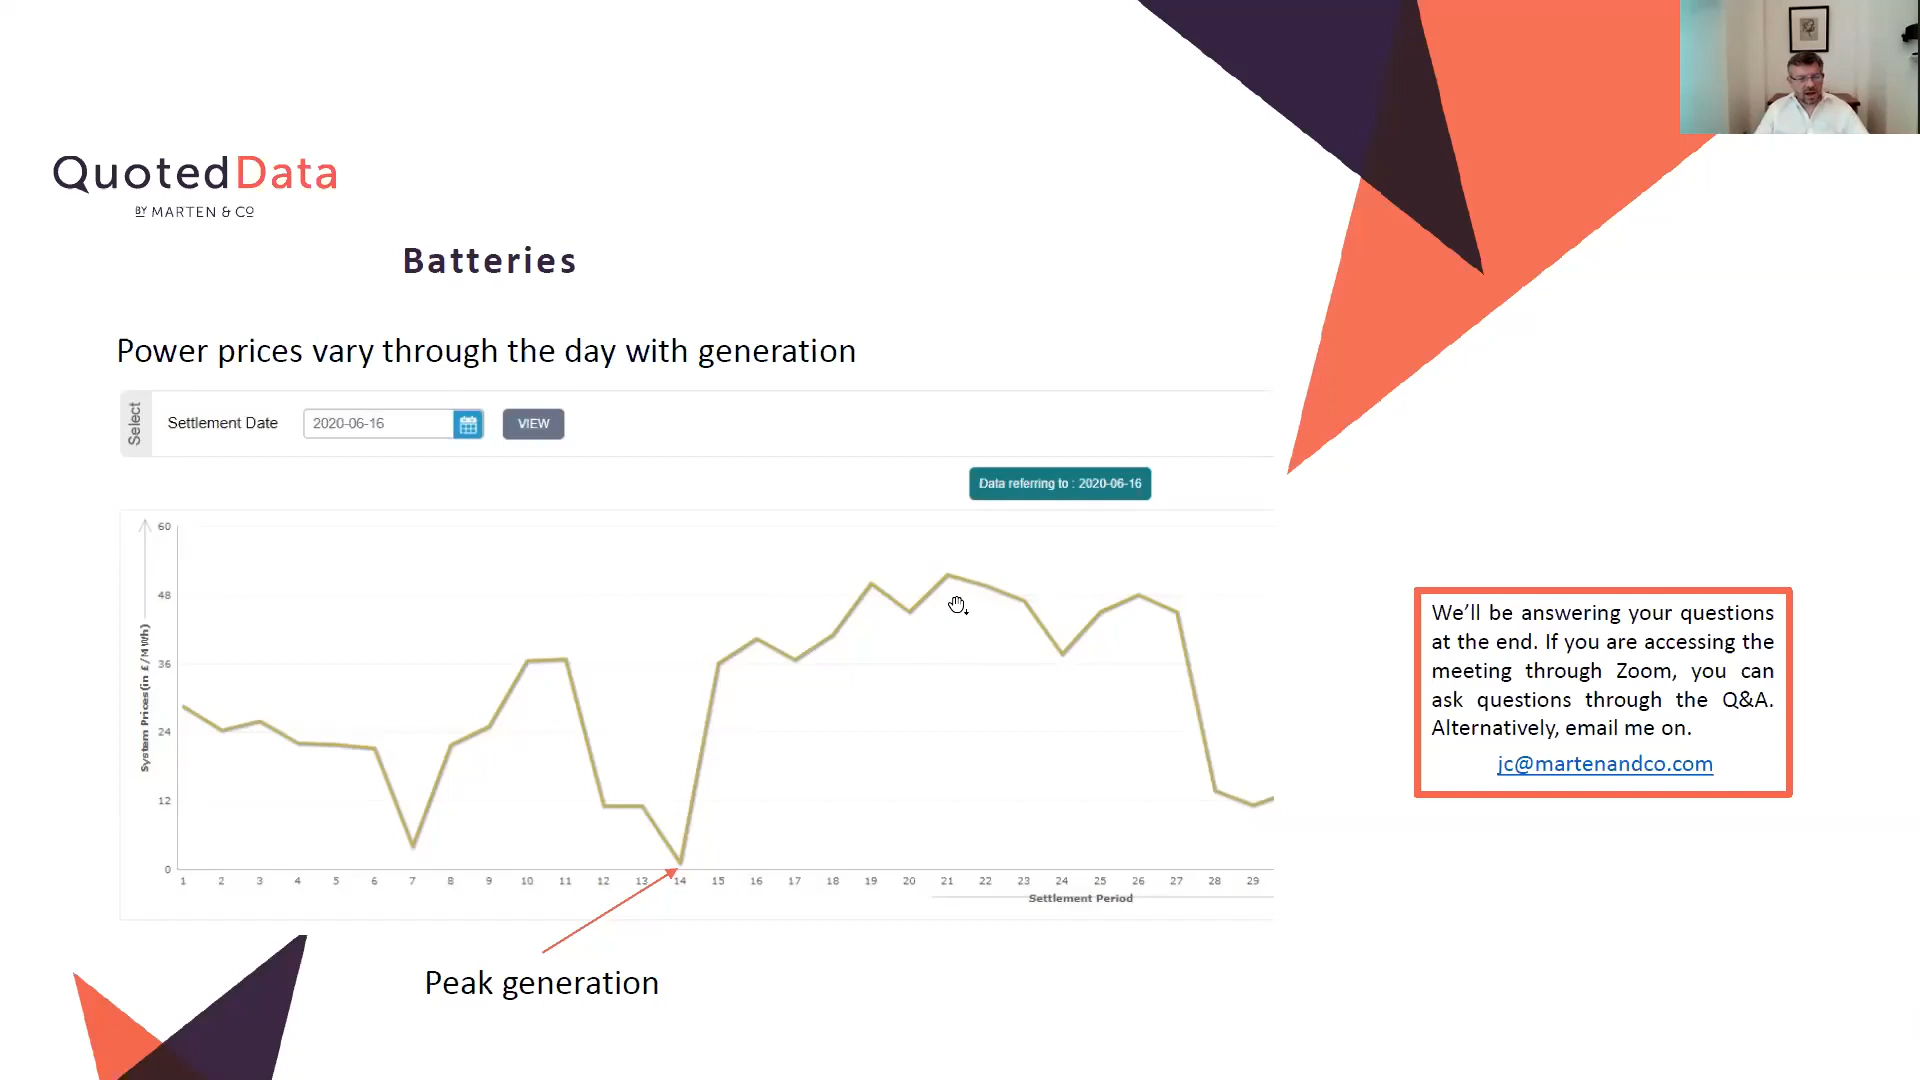 QuotedData
BY MARTEN & CO
Batteries
Power prices vary through the day with generation
Select
Settlement Date
2020-06-16
VIEW
Data referring to : 2020-06-16
System Prices(in £/MWh)
60
48
36
24
12
0
1 2 3 4 5 6 7 8 9 10 11 12 13 14 15 16 17 18 19 20 21 22 23 24 25 26 27 28 29
Settlement Period
Peak generation
We’ll be answering your questions
at the end. If you are accessing the
meeting through Zoom, you can
ask questions through the Q&A.
Alternatively, email me on.
jc@martenandco.com